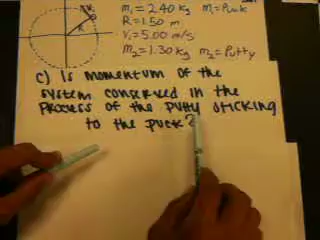 m₁ = 2.40 kg m₁ = Puck
R = 1.50 m
V₁ = 5.00 m/s
m₂ = 1.30 kg m₂ = Putty
R
c) Is momentum of the
system conserved in the
process of the putty sticking
to the puck?